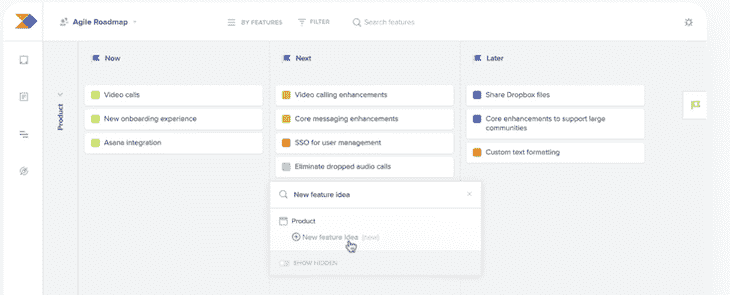 Agile Roadmap
BY FEATURES
FILTER
Search features
Now
Next
Later
Product
Video calls
New onboarding experience
Asana integration
Video calling enhancements
Core messaging enhancements
SSO for user management
Eliminate dropped audio calls
Share Dropbox files
Core enhancements to support large
communities
Custom text formatting
New feature idea
Product
New feature idea (new)
SHOW HIDDEN